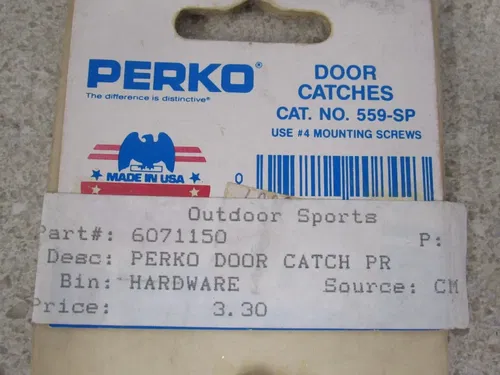 PERKO®
The difference is distinctive®
DOOR
CATCHES
CAT. NO. 559-SP
USE #4 MOUNTING SCREWS
MADE IN USA
0
Outdoor Sports
Part#: 6071150 P:
Desc: PERKO DOOR CATCH PR
Bin: HARDWARE Source: CM
Price: 3.30